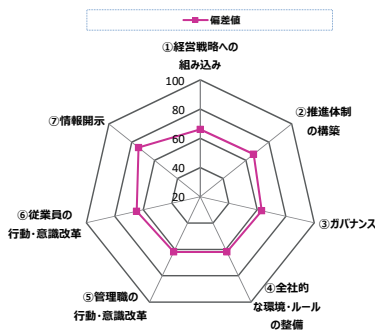 偏差値
①経営戦略への
組み込み
②推進体制
の構築
③ガバナンス
④全社的
な環境・ルール
の整備
⑤管理職の
行動・意識改革
⑥従業員の
行動・意識改革
⑦情報開示
100
80
60
40
20